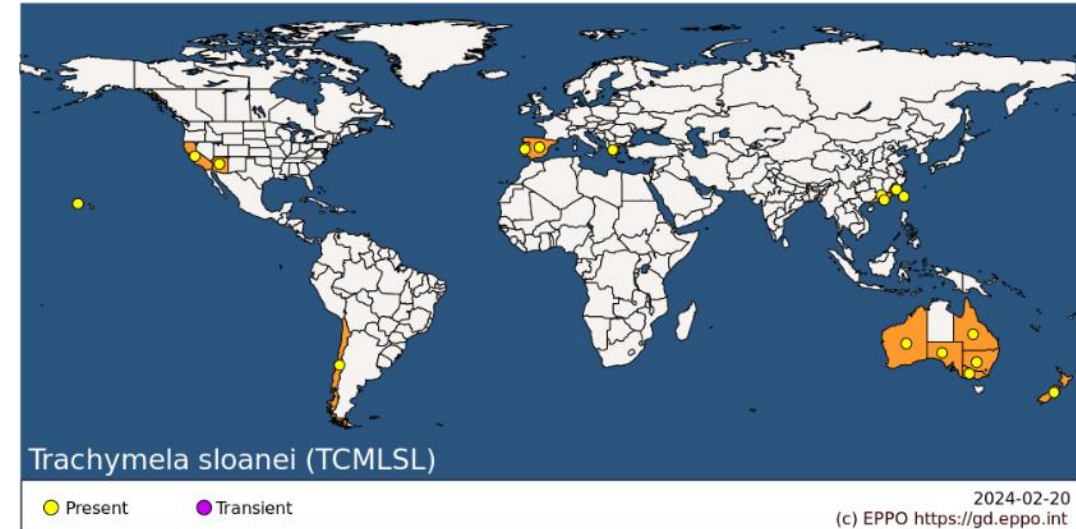 Trachymela sloanei (TCMLSL)
Present
Transient
2024-02-20
(c) EPPO https://gd.eppo.int